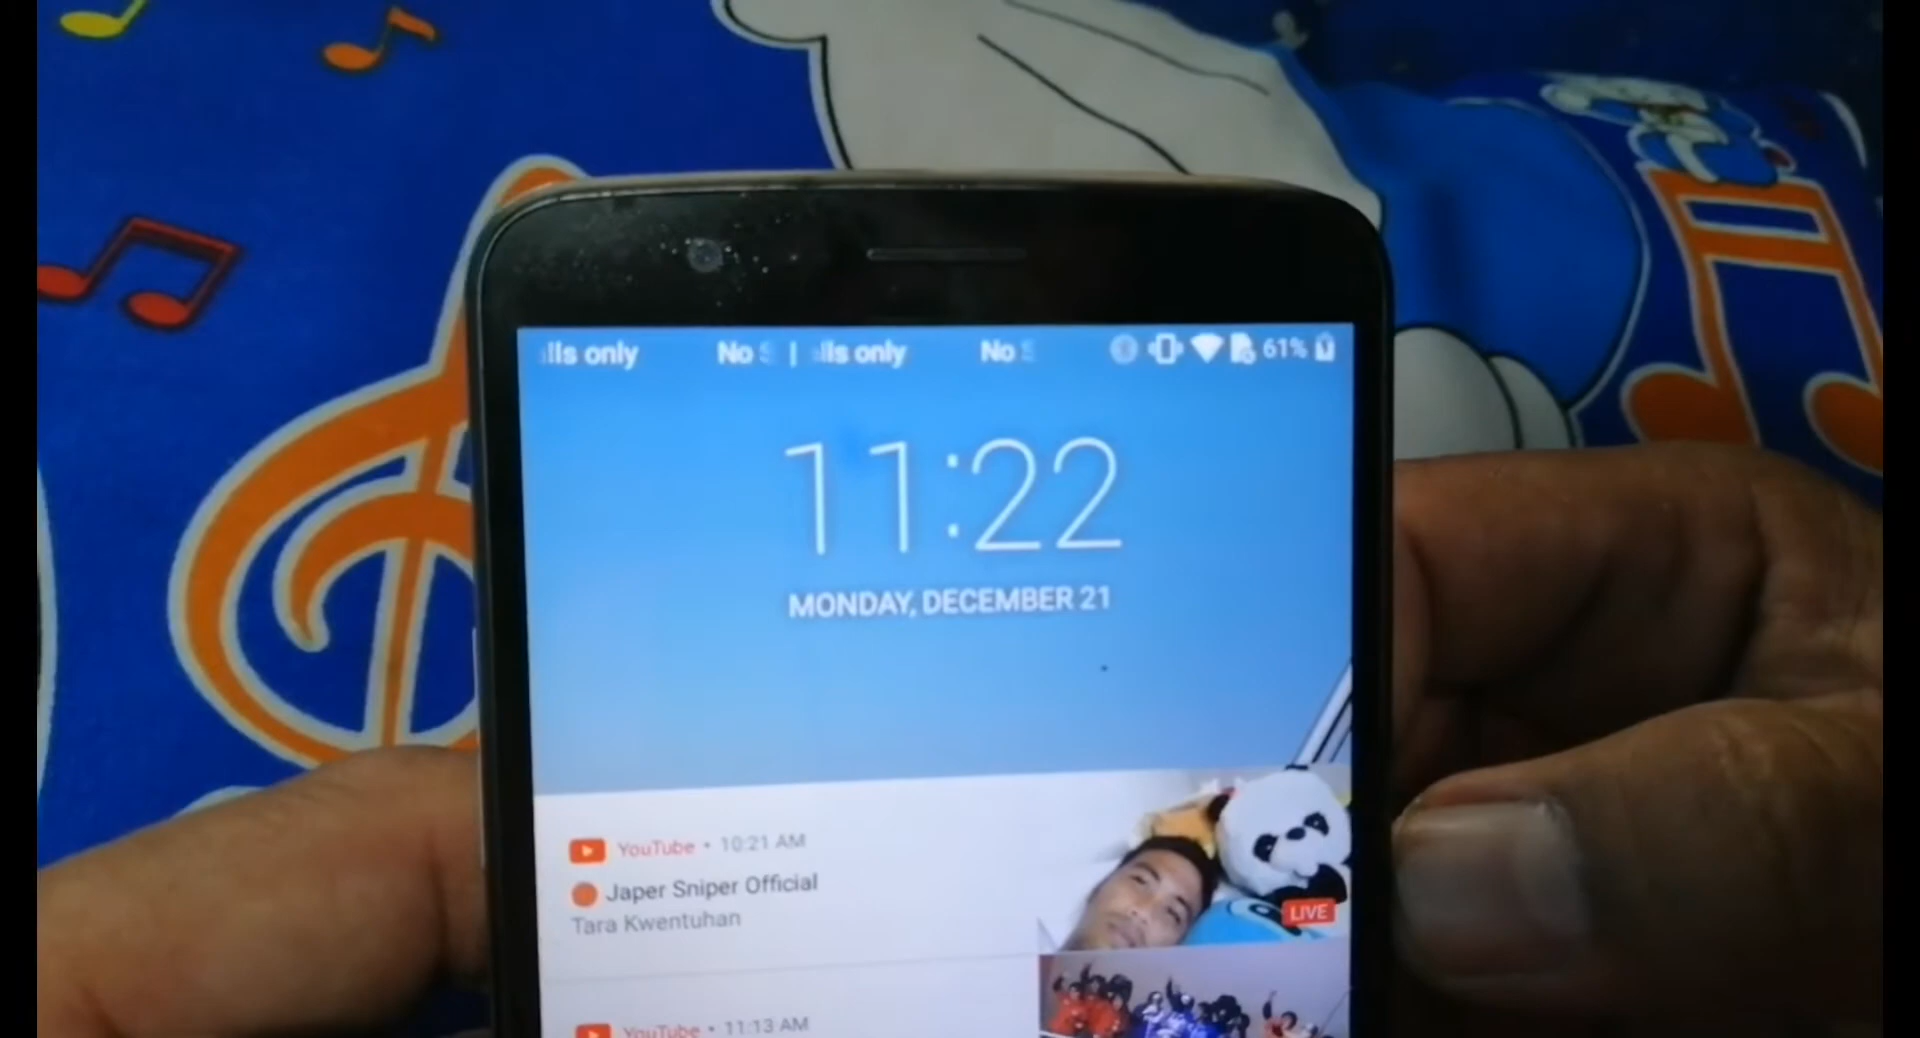 lls only No | lls only No 61%
11:22
MONDAY, DECEMBER 21
YouTube • 10:21 AM
Japer Sniper Official
Tara Kwentuhan
LIVE
YouTube • 11:13 AM